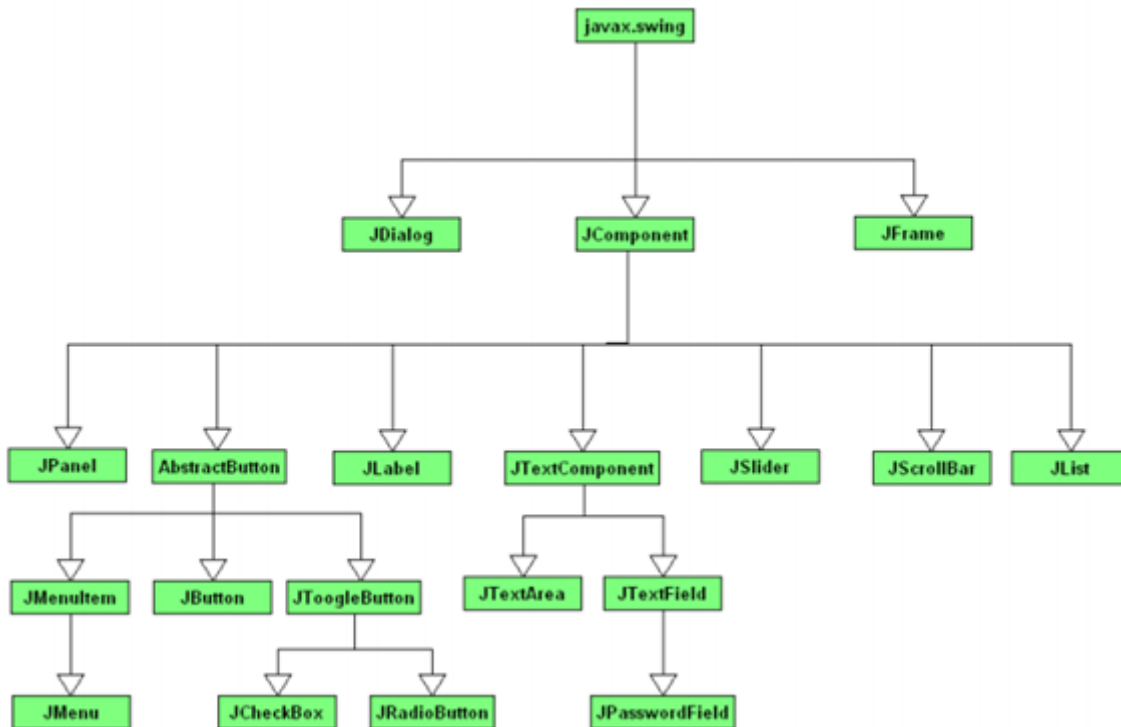 javax.swing
JDialog
JComponent
JFrame
JPanel
AbstractButton
JLabel
JTextComponent
JSlider
JScrollBar
JList
JMenuItem
JButton
JToogleButton
JTextArea
JTextField
JMenu
JCheckBox
JRadioButton
JPasswordField